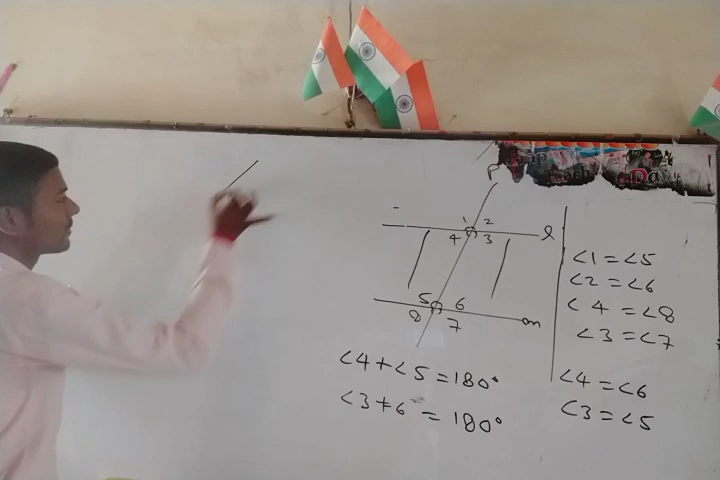 Day
P
1 2
4 3 l
5 6
8 7 m
<1 = <5
<2 = <6
<4 = <8
<3 = <7
<4 + <5 = 180°
<3 + 6 = 180°
<4 = <6
<3 = <5